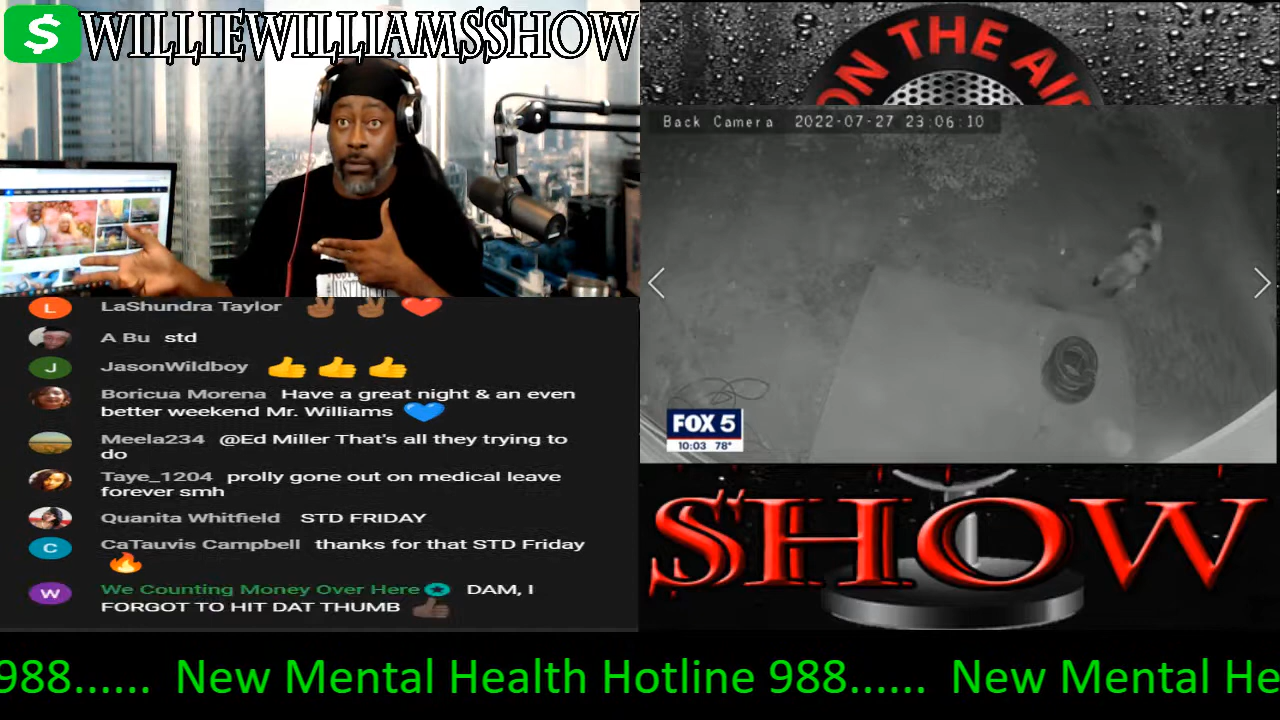 $ WILLIEWILLIAMSSHOW
ON THE AIR
Back Camera 2022-07-27 23:06:10
FOX 5
10:03 78°
SHOW
L LaShundra Taylor ✌🏾 ✌🏾 ❤️
A Bu std
J JasonWildboy 👍 👍 👍
Boricua Morena Have a great night & an even
better weekend Mr. Williams 💙
Meela234 @Ed Miller That's all they trying to
do
Taye_1204 prolly gone out on medical leave
forever smh
Quanita Whitfield STD FRIDAY
C CaTauvis Campbell thanks for that STD Friday
🔥
W We Counting Money Over Here DAM, I
FORGOT TO HIT DAT THUMB 👍🏿
988...... New Mental Health Hotline 988...... New Mental He